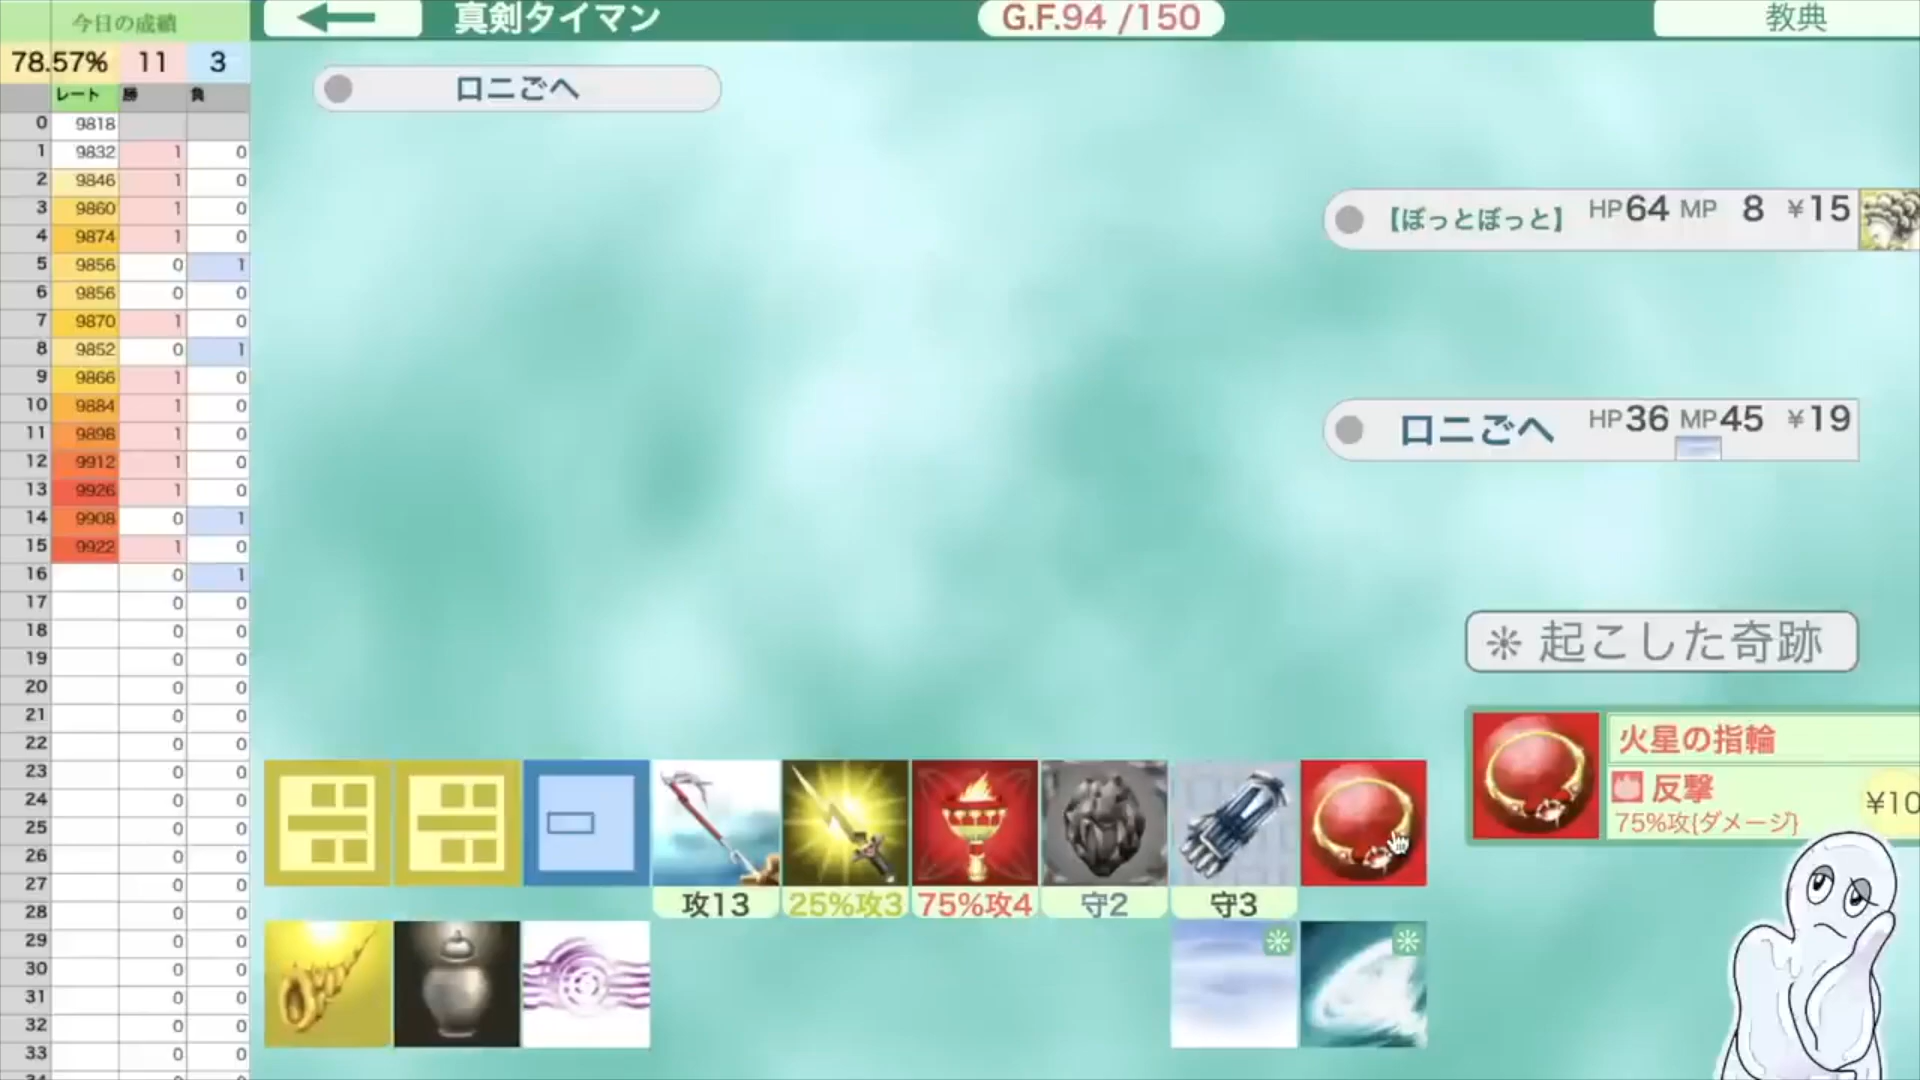 今日の成績
78.57% 11 3
レート 勝 負
0 9818
1 9832 1 0
2 9846 1 0
3 9860 1 0
4 9874 1 0
5 9856 0 1
6 9856 0 0
7 9870 1 0
8 9852 0 1
9 9866 1 0
10 9884 1 0
11 9898 1 0
12 9912 1 0
13 9926 1 0
14 9908 0 1
15 9922 1 0
16 0 1
17 0 0
18 0 0
19 0 0
20 0 0
21 0 0
22 0 0
23 0 0
24 0 0
25 0 0
26 0 0
27 0 0
28 0 0
29 0 0
30 0 0
31 0 0
32 0 0
33 0 0
真剣タイマン
G.F.94 /150
教典
ロニごへ
【ぼっとぼっと】 HP64 MP 8 ¥15
ロニごへ HP36 MP45 ¥19
※ 起こした奇跡
火星の指輪
反撃
75%攻{ダメージ}
¥10
攻13 25%攻3 75%攻4 守2 守3